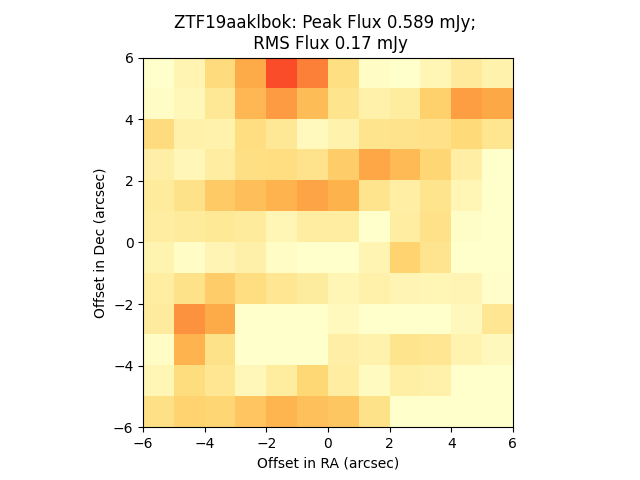 ZTF19aaklbok: Peak Flux 0.589 mJy;
RMS Flux 0.17 mJy
6
4
2
0
−2
−4
−6
Offset in Dec (arcsec)
−6 −4 −2 0 2 4 6
Offset in RA (arcsec)